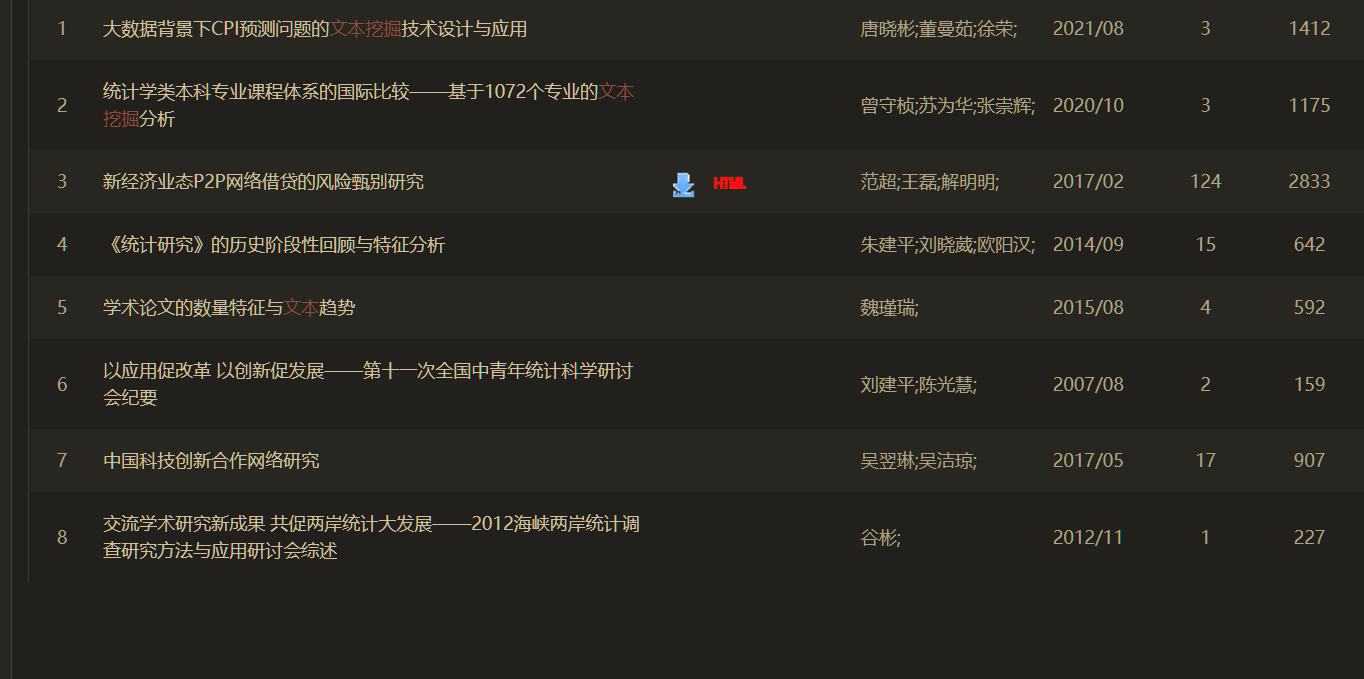 1 大数据背景下CPI预测问题的文本挖掘技术设计与应用 唐晓彬;董曼茹;徐荣; 2021/08 3 1412
统计学类本科专业课程体系的国际比较——基于1072个专业的文本
2 曾守桢;苏为华;张崇辉; 2020/10 3 1175
挖掘分析
3 新经济业态P2P网络借贷的风险甄别研究 HTML 范超;王磊;解明明; 2017/02 124 2833
4 《统计研究》的历史阶段性回顾与特征分析 朱建平;刘晓葳;欧阳汉; 2014/09 15 642
5 学术论文的数量特征与文本趋势 魏瑾瑞; 2015/08 4 592
以应用促改革 以创新促发展——第十一次全国中青年统计科学研讨
6 刘建平;陈光慧; 2007/08 2 159
会纪要
7 中国科技创新合作网络研究 吴翌琳;吴洁琼; 2017/05 17 907
交流学术研究新成果 共促两岸统计大发展——2012海峡两岸统计调
8 谷彬; 2012/11 1 227
查研究方法与应用研讨会综述